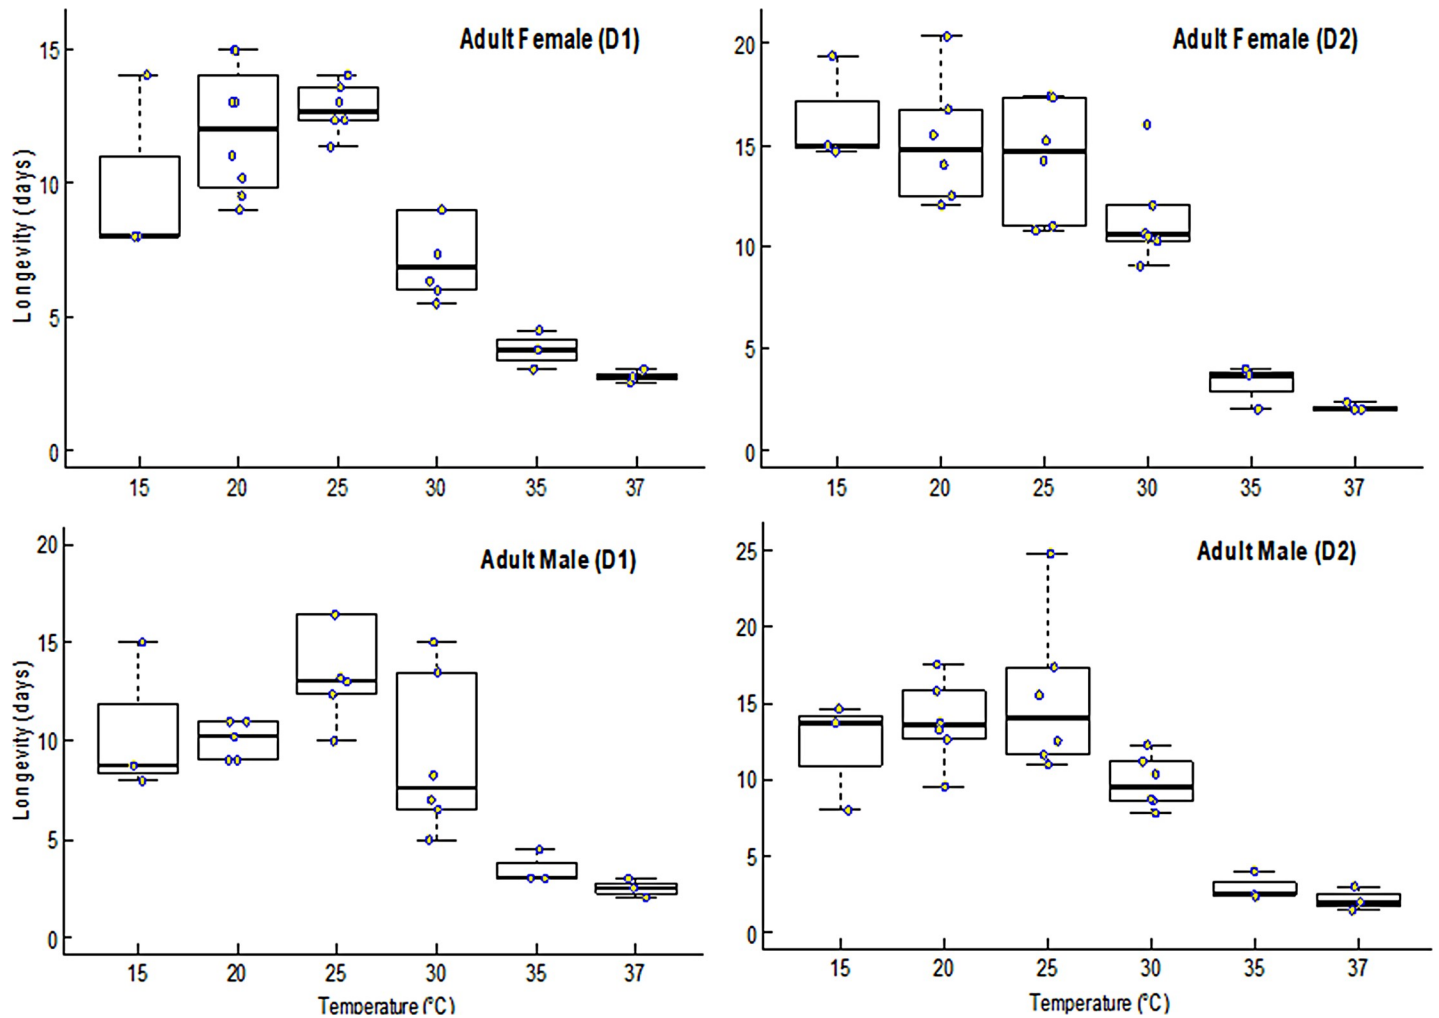 Adult Female (D1)
15
10
5
0
Longevity (days)
15 20 25 30 35 37
Adult Female (D2)
20
15
10
5
0
15 20 25 30 35 37
Adult Male (D1)
20
15
10
5
0
Longevity (days)
15 20 25 30 35 37
Temperature (°C)
Adult Male (D2)
25
20
15
10
5
0
15 20 25 30 35 37
Temperature (°C)